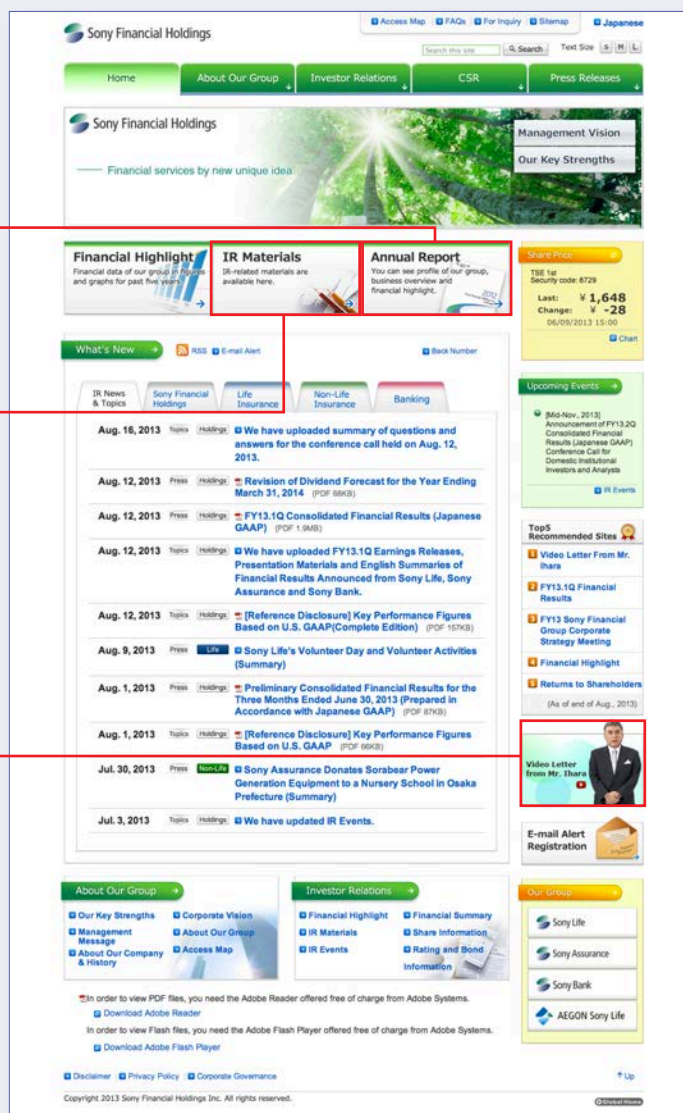 Sony Financial Holdings
Access Map
FAQs
For Inquiry
Sitemap
Japanese
Search this site
Search
Text Size S M L
Home
About Our Group
Investor Relations
CSR
Press Releases
Sony Financial Holdings
Financial services by new unique idea
Management Vision
Our Key Strengths
Financial Highlight
Financial data of our group in figures
and graphs for past five years
IR Materials
IR-related materials are
available here.
Annual Report
You can see profile of our group,
business overview and
financial highlight.
2012
Share Price
TSE 1st
Security code: 8729
Last: ¥ 1,648
Change: ¥ -28
06/09/2013 15:00
Chart
What's New
RSS
E-mail Alert
Back Number
IR News
& Topics
Sony Financial
Holdings
Life
Insurance
Non-Life
Insurance
Banking
Aug. 16, 2013 Topics Holdings We have uploaded summary of questions and
answers for the conference call held on Aug. 12,
2013.
Aug. 12, 2013 Press Holdings Revision of Dividend Forecast for the Year Ending
March 31, 2014 (PDF 68KB)
Aug. 12, 2013 Press Holdings FY13.1Q Consolidated Financial Results (Japanese
GAAP) (PDF 1.9MB)
Aug. 12, 2013 Topics Holdings We have uploaded FY13.1Q Earnings Releases,
Presentation Materials and English Summaries of
Financial Results Announced from Sony Life, Sony
Assurance and Sony Bank.
Aug. 12, 2013 Topics Holdings [Reference Disclosure] Key Performance Figures
Based on U.S. GAAP(Complete Edition) (PDF 157KB)
Aug. 9, 2013 Press Life Sony Life's Volunteer Day and Volunteer Activities
(Summary)
Aug. 1, 2013 Press Holdings Preliminary Consolidated Financial Results for the
Three Months Ended June 30, 2013 (Prepared in
Accordance with Japanese GAAP) (PDF 87KB)
Aug. 1, 2013 Topics Holdings [Reference Disclosure] Key Performance Figures
Based on U.S. GAAP (PDF 66KB)
Jul. 30, 2013 Press Non-Life Sony Assurance Donates Sorabear Power
Generation Equipment to a Nursery School in Osaka
Prefecture (Summary)
Jul. 3, 2013 Topics Holdings We have updated IR Events.
Upcoming Events
[Mid-Nov., 2013]
Announcement of FY13.2Q
Consolidated Financial
Results (Japanese GAAP)
Conference Call for
Domestic Institutional
Investors and Analysts
IR Events
Top5
Recommended Sites
1 Video Letter From Mr.
Ihara
2 FY13.1Q Financial
Results
3 FY13 Sony Financial
Group Corporate
Strategy Meeting
4 Financial Highlight
5 Returns to Shareholders
(As of end of Aug., 2013)
Video Letter
from Mr. Ihara
E-mail Alert
Registration
About Our Group
Our Key Strengths
Corporate Vision
Management
Message
About Our Group
About Our Company
& History
Access Map
Investor Relations
Financial Highlight
Financial Summary
IR Materials
Share Information
IR Events
Rating and Bond
Information
Our Group
Sony Life
Sony Assurance
Sony Bank
AEGON Sony Life
In order to view PDF files, you need the Adobe Reader offered free of charge from Adobe Systems.
Download Adobe Reader
In order to view Flash files, you need the Adobe Flash Player offered free of charge from Adobe Systems.
Download Adobe Flash Player
Disclaimer
Privacy Policy
Corporate Governance
Up
Copyright 2013 Sony Financial Holdings Inc. All rights reserved.
Global Home